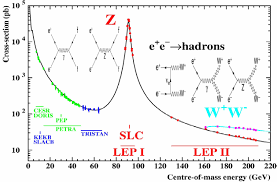 Cross-section (pb)
10⁵
10⁴
10³
10²
10
Z
e⁺e⁻→hadrons
CESR
DORIS
PEP
PETRA
TRISTAN
KEKB
SLC
LEP I
W⁺W⁻
LEP II
0 20 40 60 80 100 120 140 160 180 200 220
Centre-of-mass energy (GeV)